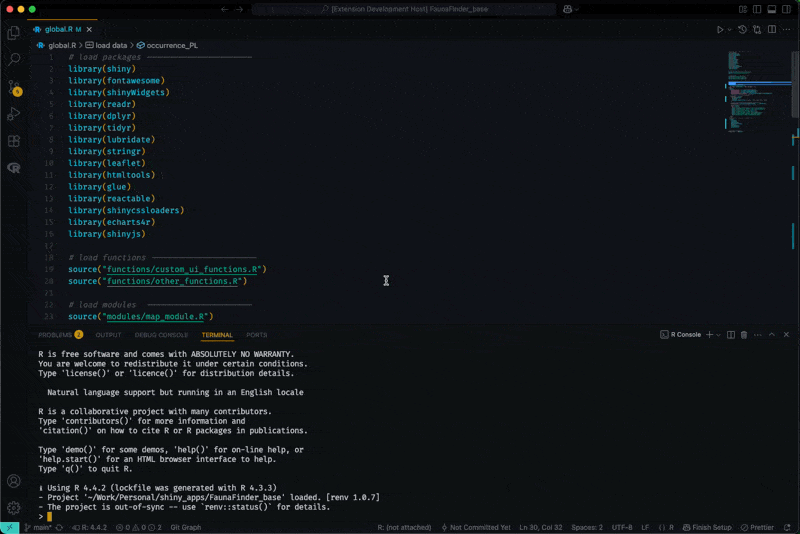 [Extension Development Host] FaunaFinder_base
global.R M
global.R > load data > occurrence_PL
1 # load packages
2 library(shiny)
3 library(fontawesome)
4 library(shinyWidgets)
5 library(readr)
6 library(dplyr)
7 library(tidyr)
8 library(lubridate)
9 library(stringr)
10 library(leaflet)
11 library(htmltools)
12 library(glue)
13 library(reactable)
14 library(shinycssloaders)
15 library(echarts4r)
16 library(shinyjs)
17
18 # load functions
19 source("functions/custom_ui_functions.R")
20 source("functions/other_functions.R")
21
22 # load modules
23 source("modules/map_module.R")
PROBLEMS 2 OUTPUT DEBUG CONSOLE TERMINAL PORTS R Console
R is free software and comes with ABSOLUTELY NO WARRANTY.
You are welcome to redistribute it under certain conditions.
Type 'license()' or 'licence()' for distribution details.
Natural language support but running in an English locale
R is a collaborative project with many contributors.
Type 'contributors()' for more information and
'citation()' on how to cite R or R packages in publications.
Type 'demo()' for some demos, 'help()' for on-line help, or
'help.start()' for an HTML browser interface to help.
Type 'q()' to quit R.
ℹ Using R 4.4.2 (lockfile was generated with R 4.3.3)
- Project '~/Work/Personal/shiny_apps/FaunaFinder_base' loaded. [renv 1.0.7]
- The project is out-of-sync -- use `renv::status()` for details.
>
main* R: 4.4.2 0 0 2 Git Graph R: (not attached) Not Committed Yet Ln 30, Col 32 Spaces: 2 UTF-8 LF {} R Finish Setup Prettier